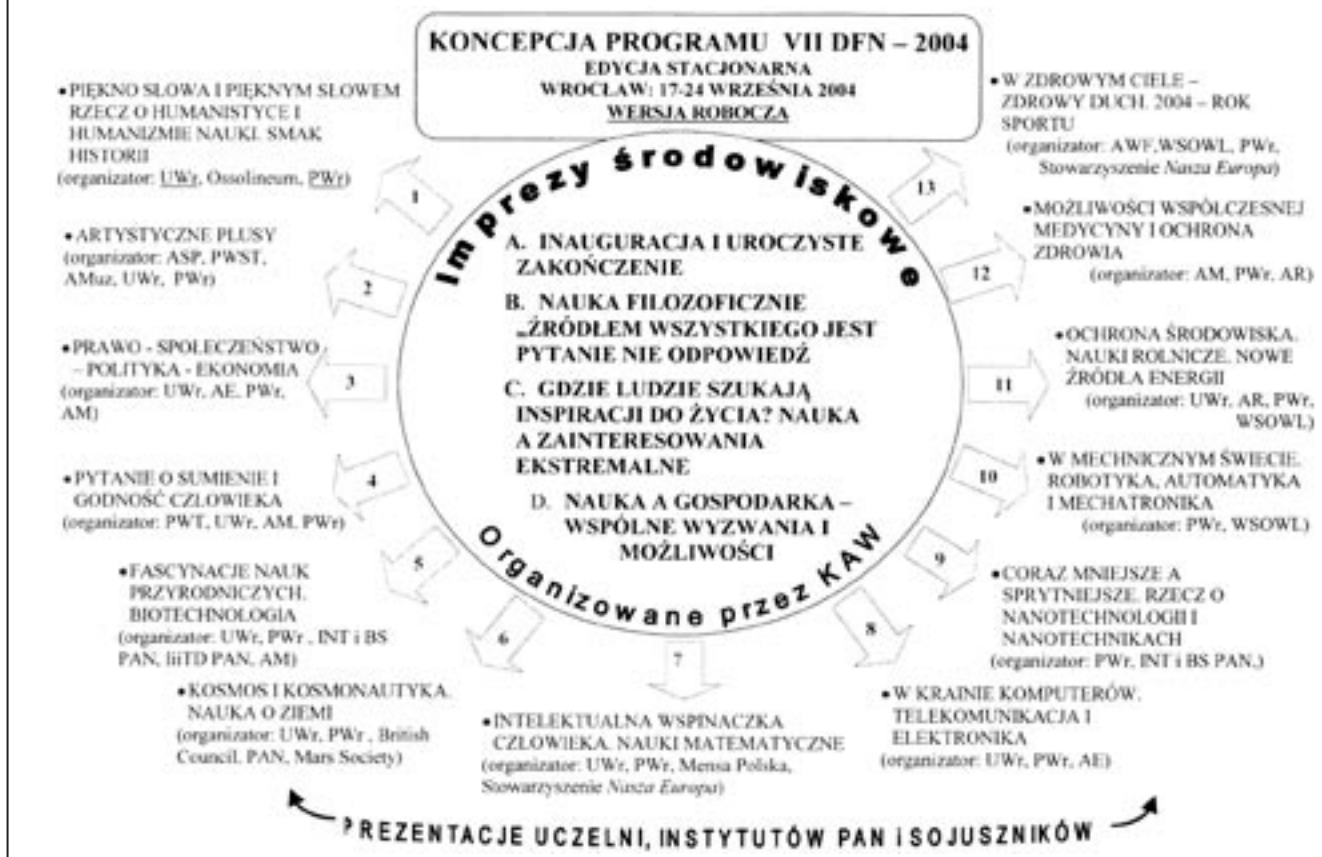 KONCEPCJA PROGRAMU VII DFN – 2004
EDYCJA STACJONARNA
WROCŁAW: 17-24 WRZEŚNIA 2004
WERSJA ROBOCZA
Imprezy środowiskowe
A. INAUGURACJA I UROCZYSTE
ZAKOŃCZENIE
B. NAUKA FILOZOFICZNIE
„ŹRÓDŁEM WSZYSTKIEGO JEST
PYTANIE NIE ODPOWIEDŹ
C. GDZIE LUDZIE SZUKAJĄ
INSPIRACJI DO ŻYCIA? NAUKA
A ZAINTERESOWANIA
EKSTREMALNE
D. NAUKA A GOSPODARKA –
WSPÓLNE WYZWANIA I
MOŻLIWOŚCI
Organizowane przez KAW
1
• PIĘKNO SŁOWA I PIĘKNYM SŁOWEM
RZECZ O HUMANISTYCE I
HUMANIZMIE NAUKI. SMAK
HISTORII
(organizator: UWr, Ossolineum, PWr)
2
• ARTYSTYCZNE PLUSY
(organizator: ASP, PWST,
AMuz, UWr, PWr)
3
• PRAWO - SPOŁECZEŃSTWO -
– POLITYKA - EKONOMIA
(organizator: UWr, AE, PWr,
AM)
4
• PYTANIE O SUMIENIE I
GODNOŚĆ CZŁOWIEKA
(organizator: PWT, UWr, AM, PWr)
5
• FASCYNACJE NAUK
PRZYRODNICZYCH.
BIOTECHNOLOGIA
(organizator: UWr, PWr , INT i BS
PAN, IiiTD PAN, AM)
6
• KOSMOS I KOSMONAUTYKA.
NAUKA O ZIEMI
(organizator: UWr, PWr , British
Council, PAN, Mars Society)
7
• INTELEKTUALNA WSPINACZKA
CZŁOWIEKA. NAUKI MATEMATYCZNE
(organizator: UWr, PWr, Mensa Polska,
Stowarzyszenie Nasza Europa)
8
• W KRAINIE KOMPUTERÓW.
TELEKOMUNIKACJA I
ELEKTRONIKA
(organizator: UWr, PWr, AE)
9
• CORAZ MNIEJSZE A
SPRYTNIEJSZE. RZECZ O
NANOTECHNOLOGII I
NANOTECHNIKACH
(organizator: PWr, INT i BS PAN,)
10
• W MECHNICZNYM ŚWIECIE.
ROBOTYKA, AUTOMATYKA
I MECHATRONIKA
(organizator: PWr, WSOWL)
11
• OCHRONA ŚRODOWISKA.
NAUKI ROLNICZE. NOWE
ŹRÓDŁA ENERGII
(organizator: UWr, AR, PWr,
WSOWL)
12
• MOŻLIWOŚCI WSPÓŁCZESNEJ
MEDYCYNY I OCHRONA
ZDROWIA
(organizator: AM, PWr, AR)
13
• W ZDROWYM CIELE –
ZDROWY DUCH. 2004 – ROK
SPORTU
(organizator: AWF,WSOWL, PWr,
Stowarzyszenie Nasza Europa)
PREZENTACJE UCZELNI, INSTYTUTÓW PAN i SOJUSZNIKÓW